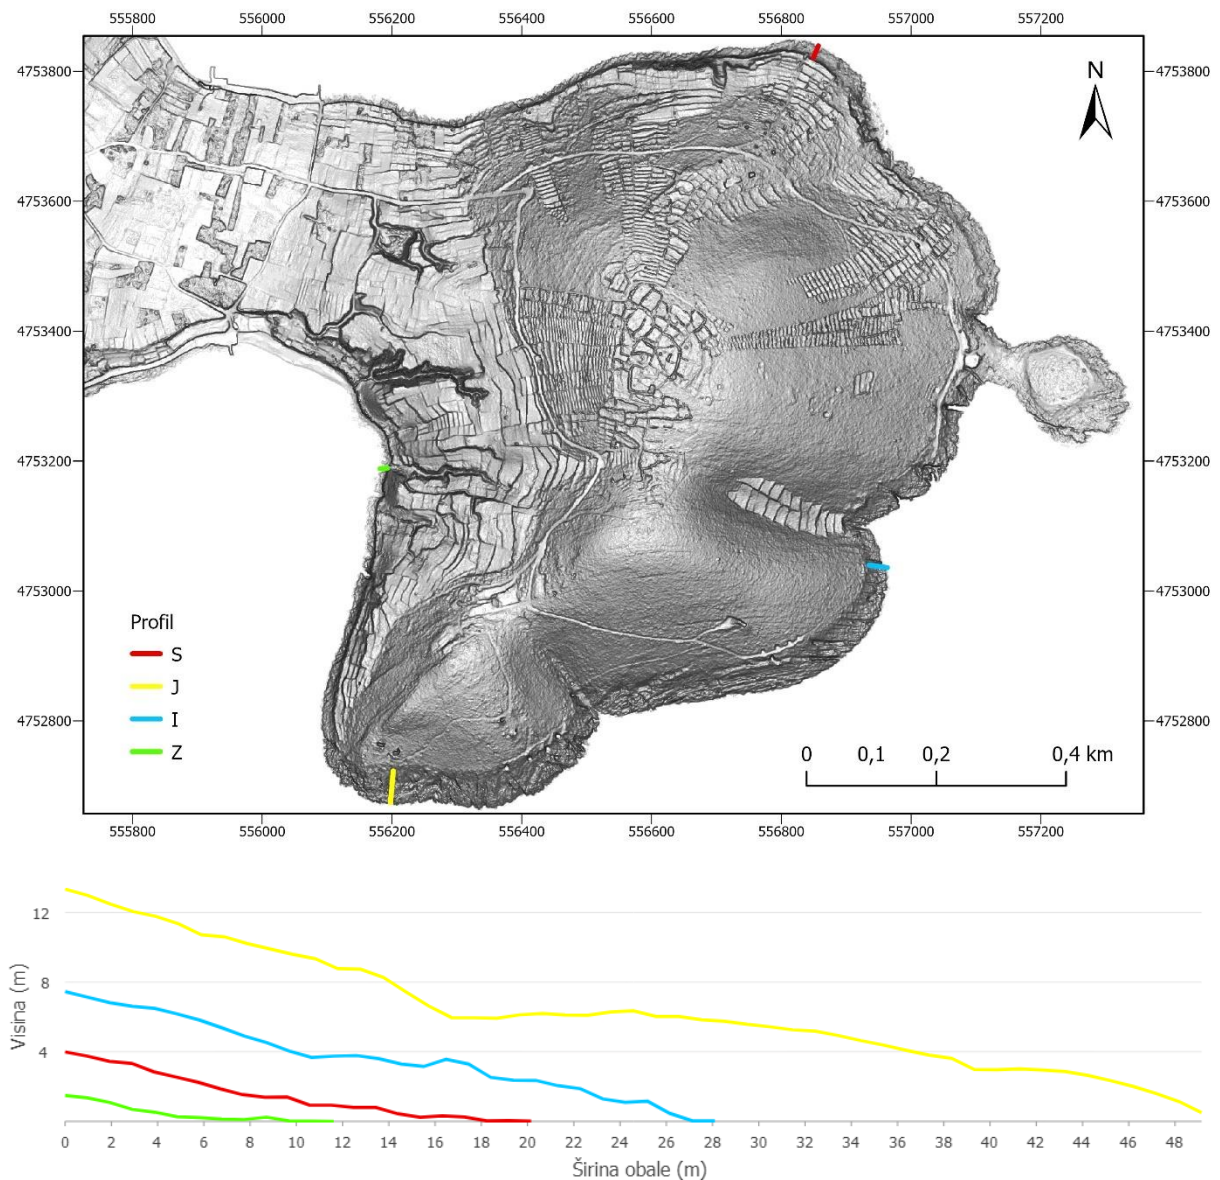 555800 556000 556200 556400 556600 556800 557000 557200
4753800 4753800
N
4753600 4753600
4753400 4753400
4753200 4753200
4753000 4753000
Profil
S
J
I
Z
4752800 4752800
0 0,1 0,2 0,4 km
555800 556000 556200 556400 556600 556800 557000 557200
12
8
4
Visina (m)
0 2 4 6 8 10 12 14 16 18 20 22 24 26 28 30 32 34 36 38 40 42 44 46 48
Širina obale (m)